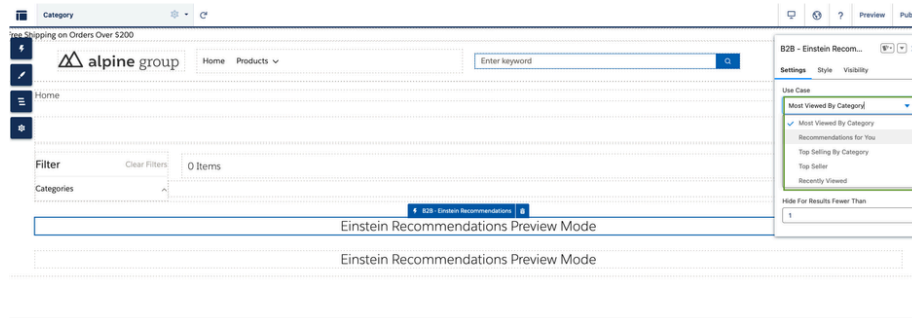 Category
? Preview Pub
Free Shipping on Orders Over $200
alpine group Home Products Enter keyword
Home
Filter Clear Filters 0 Items
Categories
B2B - Einstein Recommendations
Einstein Recommendations Preview Mode
Einstein Recommendations Preview Mode
B2B - Einstein Recom...
Settings Style Visibility
Use Case
Most Viewed By Category
Most Viewed By Category
Recommendations for You
Top Selling By Category
Top Seller
Recently Viewed
Hide For Results Fewer Than
1